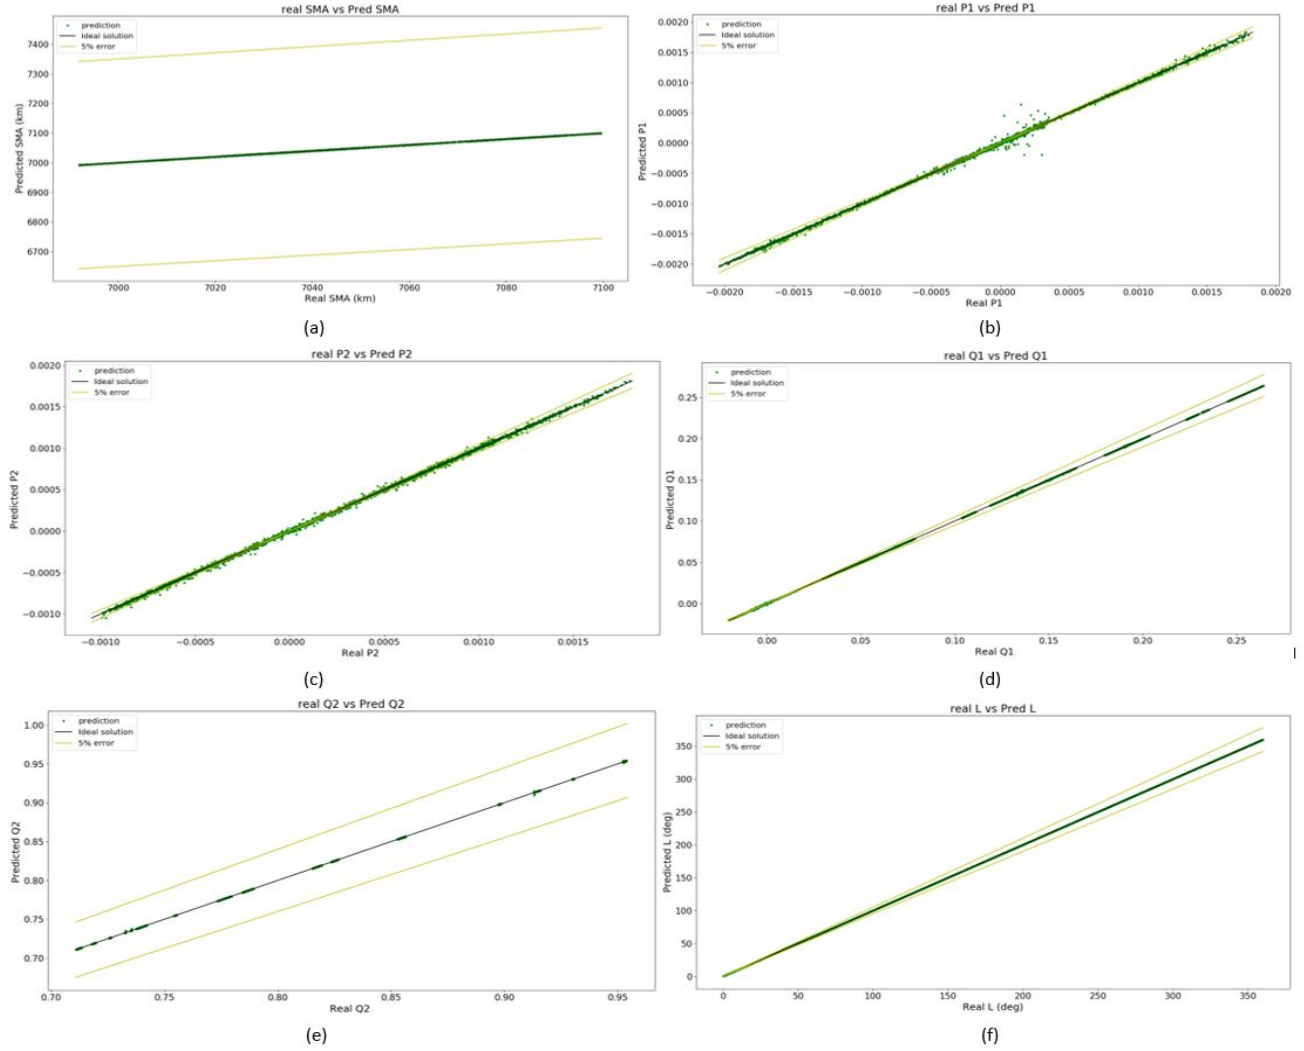 real SMA vs Pred SMA
prediction
Ideal solution
5% error
7400
7300
7200
7100
7000
6900
6800
6700
Predicted SMA (km)
7000 7020 7040 7060 7080 7100
Real SMA (km)
(a)
real P1 vs Pred P1
prediction
Ideal solution
5% error
0.0020
0.0015
0.0010
0.0005
0.0000
−0.0005
−0.0010
−0.0015
−0.0020
Predicted P1
−0.0020 −0.0015 −0.0010 −0.0005 0.0000 0.0005 0.0010 0.0015 0.0020
Real P1
(b)
real P2 vs Pred P2
prediction
Ideal solution
5% error
0.0020
0.0015
0.0010
0.0005
0.0000
−0.0005
−0.0010
Predicted P2
−0.0010 −0.0005 0.0000 0.0005 0.0010 0.0015
Real P2
(c)
real Q1 vs Pred Q1
prediction
Ideal solution
5% error
0.25
0.20
0.15
0.10
0.05
0.00
Predicted Q1
0.00 0.05 0.10 0.15 0.20 0.25
Real Q1
(d)
real Q2 vs Pred Q2
prediction
Ideal solution
5% error
1.00
0.95
0.90
0.85
0.80
0.75
0.70
Predicted Q2
0.70 0.75 0.80 0.85 0.90 0.95
Real Q2
(e)
real L vs Pred L
prediction
Ideal solution
5% error
350
300
250
200
150
100
50
0
Predicted L (deg)
0 50 100 150 200 250 300 350
Real L (deg)
(f)